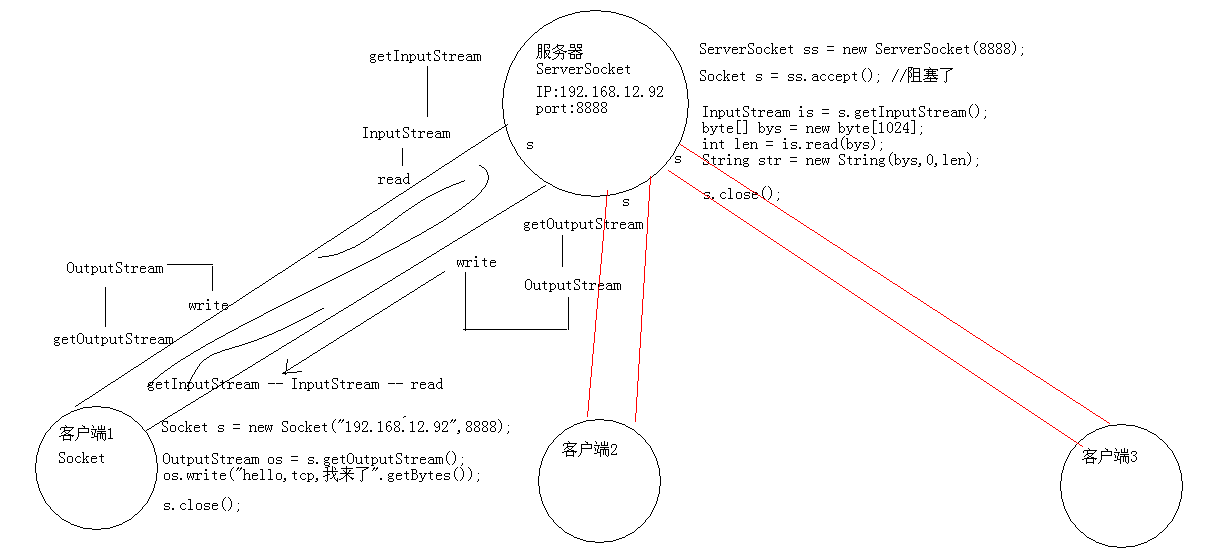 服务器
ServerSocket
IP:192.168.12.92
port:8888
s
s
s
ServerSocket ss = new ServerSocket(8888);
Socket s = ss.accept(); //阻塞了
InputStream is = s.getInputStream();
byte[] bys = new byte[1024];
int len = is.read(bys);
String str = new String(bys,0,len);
s.close();
getInputStream
InputStream
read
getOutputStream
write
OutputStream
OutputStream
write
getOutputStream
getInputStream -- InputStream -- read
客户端1
Socket
Socket s = new Socket("192.168.12.92",8888);
OutputStream os = s.getOutputStream();
os.write("hello,tcp,我来了".getBytes());
s.close();
客户端2
客户端3